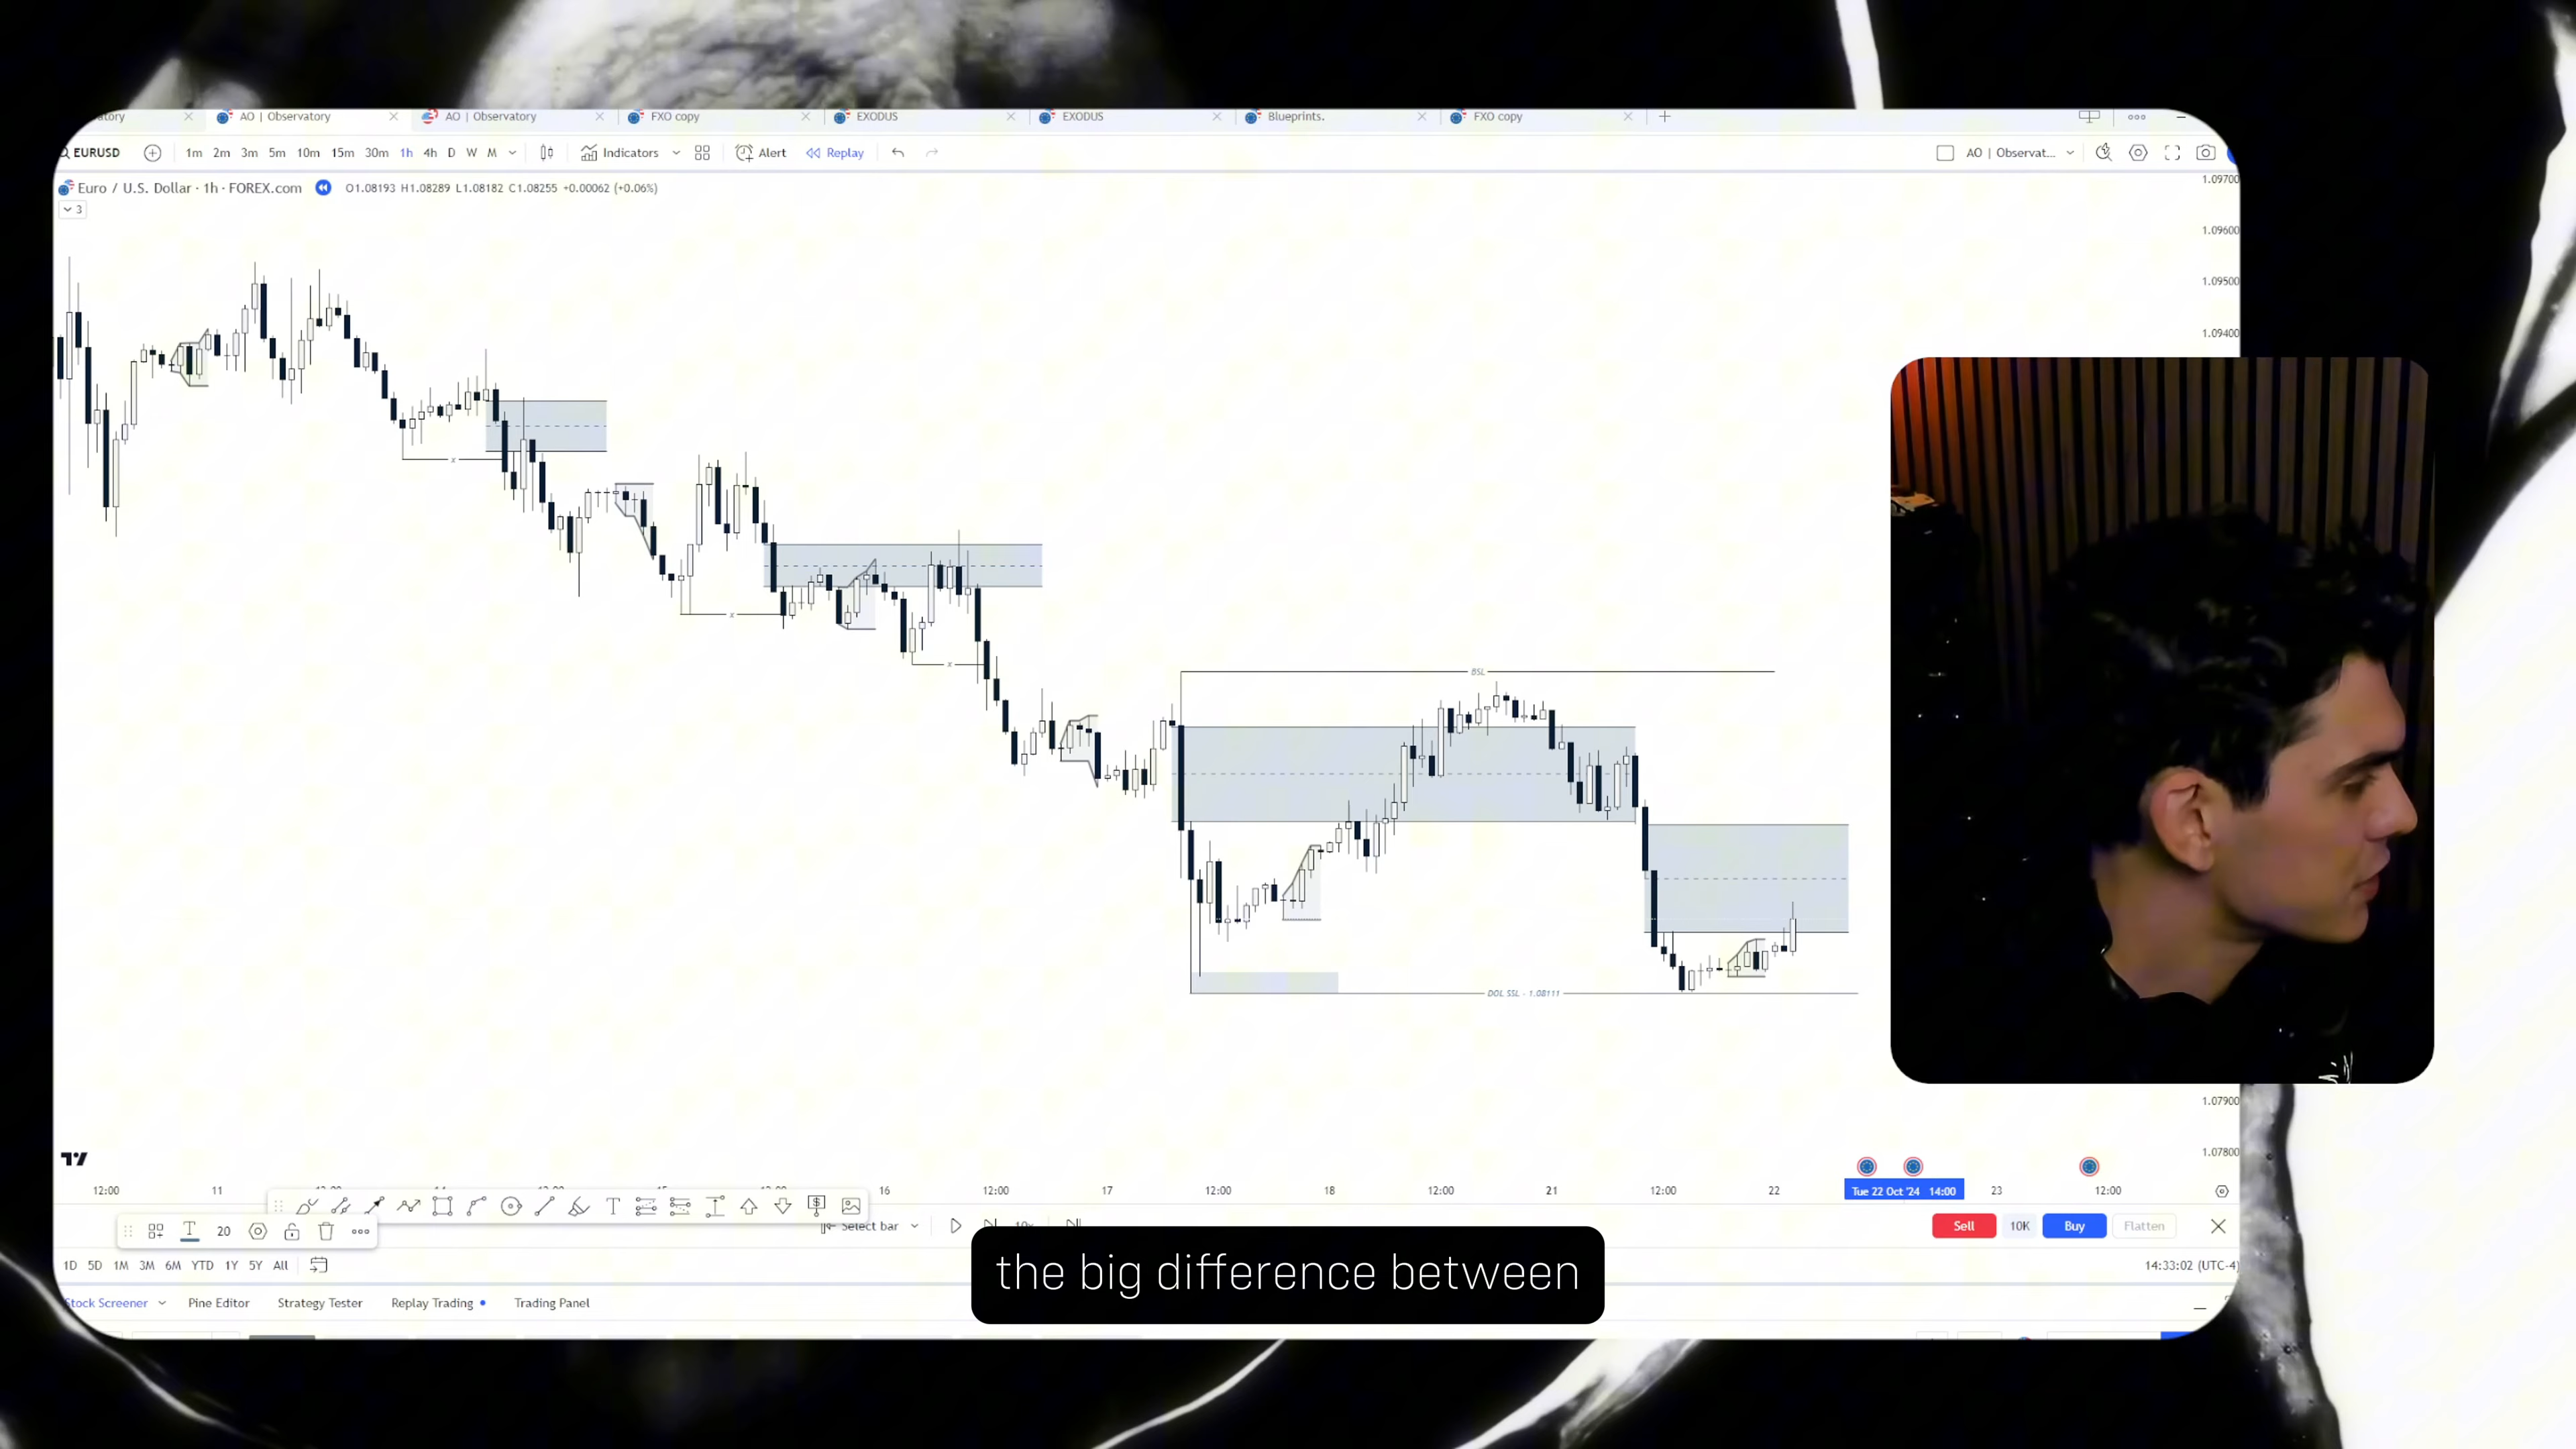 AO | Observatory
AO | Observatory
FXO copy
EXODUS
EXODUS
Blueprints.
FXO copy
EURUSD
1m 2m 3m 5m 10m 15m 30m 1h 4h D W M
Indicators
Alert
Replay
AO | Observat...
Euro / U.S. Dollar · 1h · FOREX.com
O1.08193 H1.08289 L1.08182 C1.08255 +0.00062 (+0.06%)
3
1.09700
1.09600
1.09500
1.09400
x
x
x
BSL
DOL SSL - 1.08111
1.07900
1.07800
12:00 11 16 12:00 17 12:00 18 12:00 21 12:00 22 Tue 22 Oct '24 14:00 23 12:00
20
Select bar
Sell 10K Buy Flatten
1D 5D 1M 3M 6M YTD 1Y 5Y All
14:33:02 (UTC-4)
the big difference between
Stock Screener Pine Editor Strategy Tester Replay Trading Trading Panel